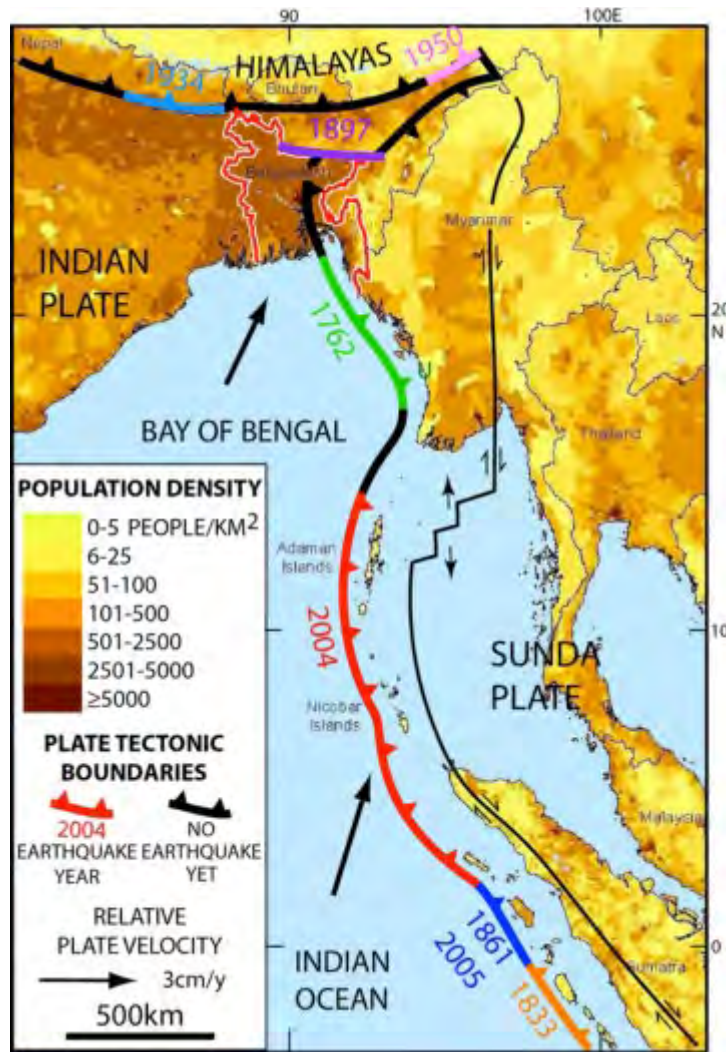 90
100E
Nepal
HIMALAYAS
1950
1934
Bhutan
1897
Bangladesh
Myanmar
INDIAN
PLATE
1762
20
N
Laos
BAY OF BENGAL
Thailand
POPULATION DENSITY
0-5 PEOPLE/KM2
6-25
51-100
101-500
501-2500
2501-5000
≥5000
Adaman
Islands
2004
10
SUNDA
PLATE
Nicobar
Islands
PLATE TECTONIC
BOUNDARIES
2004 NO
EARTHQUAKE EARTHQUAKE
YEAR YET
Malaysia
RELATIVE
PLATE VELOCITY
3cm/y
500km
INDIAN
OCEAN
1861
2005
1833
0
Sumatra